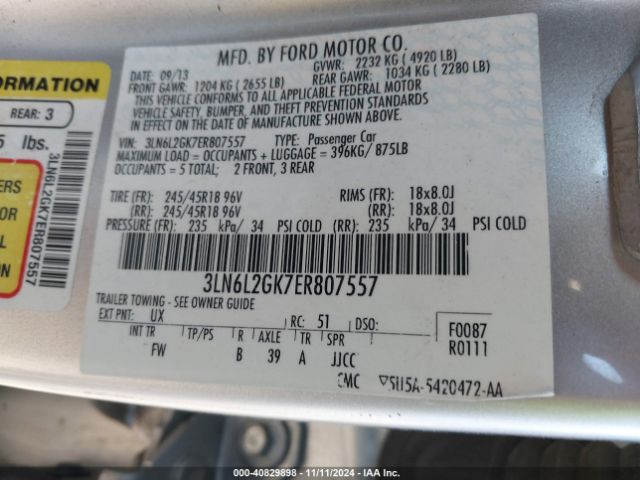 MFD. BY FORD MOTOR CO.
DATE: 09/13 GVWR: 2232 KG ( 4920 LB)
FRONT GAWR: 1204 KG ( 2655 LB) REAR GAWR: 1034 KG ( 2280 LB)
THIS VEHICLE CONFORMS TO ALL APPLICABLE FEDERAL MOTOR
VEHICLE SAFETY, BUMPER, AND THEFT PREVENTION STANDARDS
IN EFFECT ON THE DATE OF MANUFACTURE SHOWN ABOVE.
VIN: 3LN6L2GK7ER807557 TYPE: Passenger Car
MAXIMUM LOAD = OCCUPANTS + LUGGAGE = 396KG/ 875LB
OCCUPANTS = 5 TOTAL; 2 FRONT, 3 REAR
TIRE (FR): 245/45R18 96V RIMS (FR): 18x8.0J
(RR): 245/45R18 96V (RR): 18x8.0J
PRESSURE (FR): 235 kPa/ 34 PSI COLD (RR): 235 kPa/ 34 PSI COLD
3LN6L2GK7ER807557
TRAILER TOWING - SEE OWNER GUIDE
EXT PNT: UX RC: 51 DSO:
INT TR TP/PS R AXLE TR SPR
FW B 39 A JJCC
F0087
R0111
5U5A-5420472-AA
ORMATION
REAR: 3
5 lbs.
ERS
OR
L
ON
3LN6L2GK7ER807557
000-40829898 - 11/11/2024 - IAA Inc.